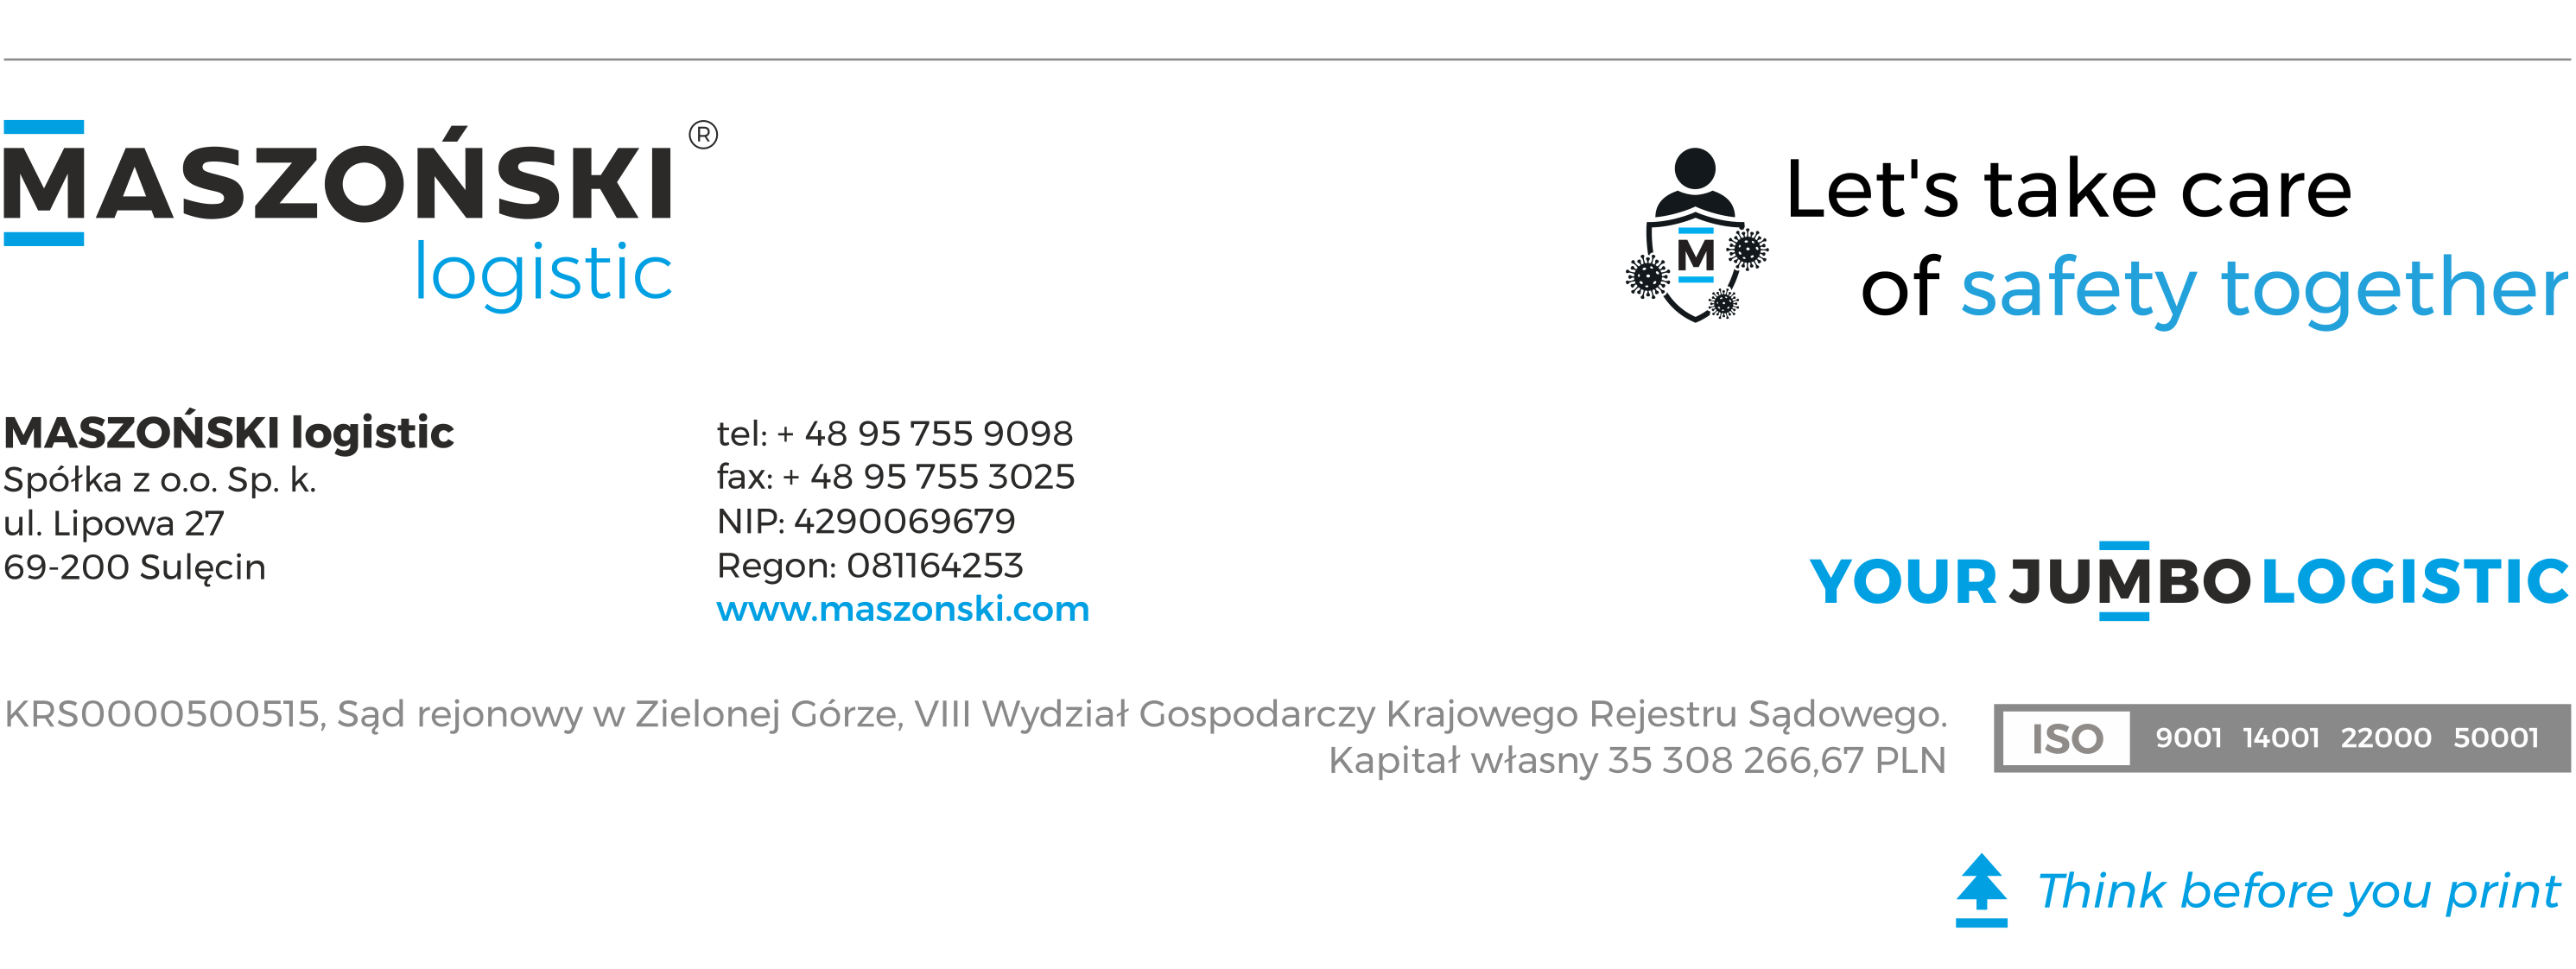 MASZOŃSKI ®
logistic
Let's take care
of safety together
M
MASZOŃSKI logistic
Spółka z o.o. Sp. k.
ul. Lipowa 27
69-200 Sulęcin
tel: + 48 95 755 9098
fax: + 48 95 755 3025
NIP: 4290069679
Regon: 081164253
www.maszonski.com
YOUR JUMBO LOGISTIC
KRS0000500515, Sąd rejonowy w Zielonej Górze, VIII Wydział Gospodarczy Krajowego Rejestru Sądowego.
Kapitał własny 35 308 266,67 PLN
ISO 9001 14001 22000 50001
Think before you print